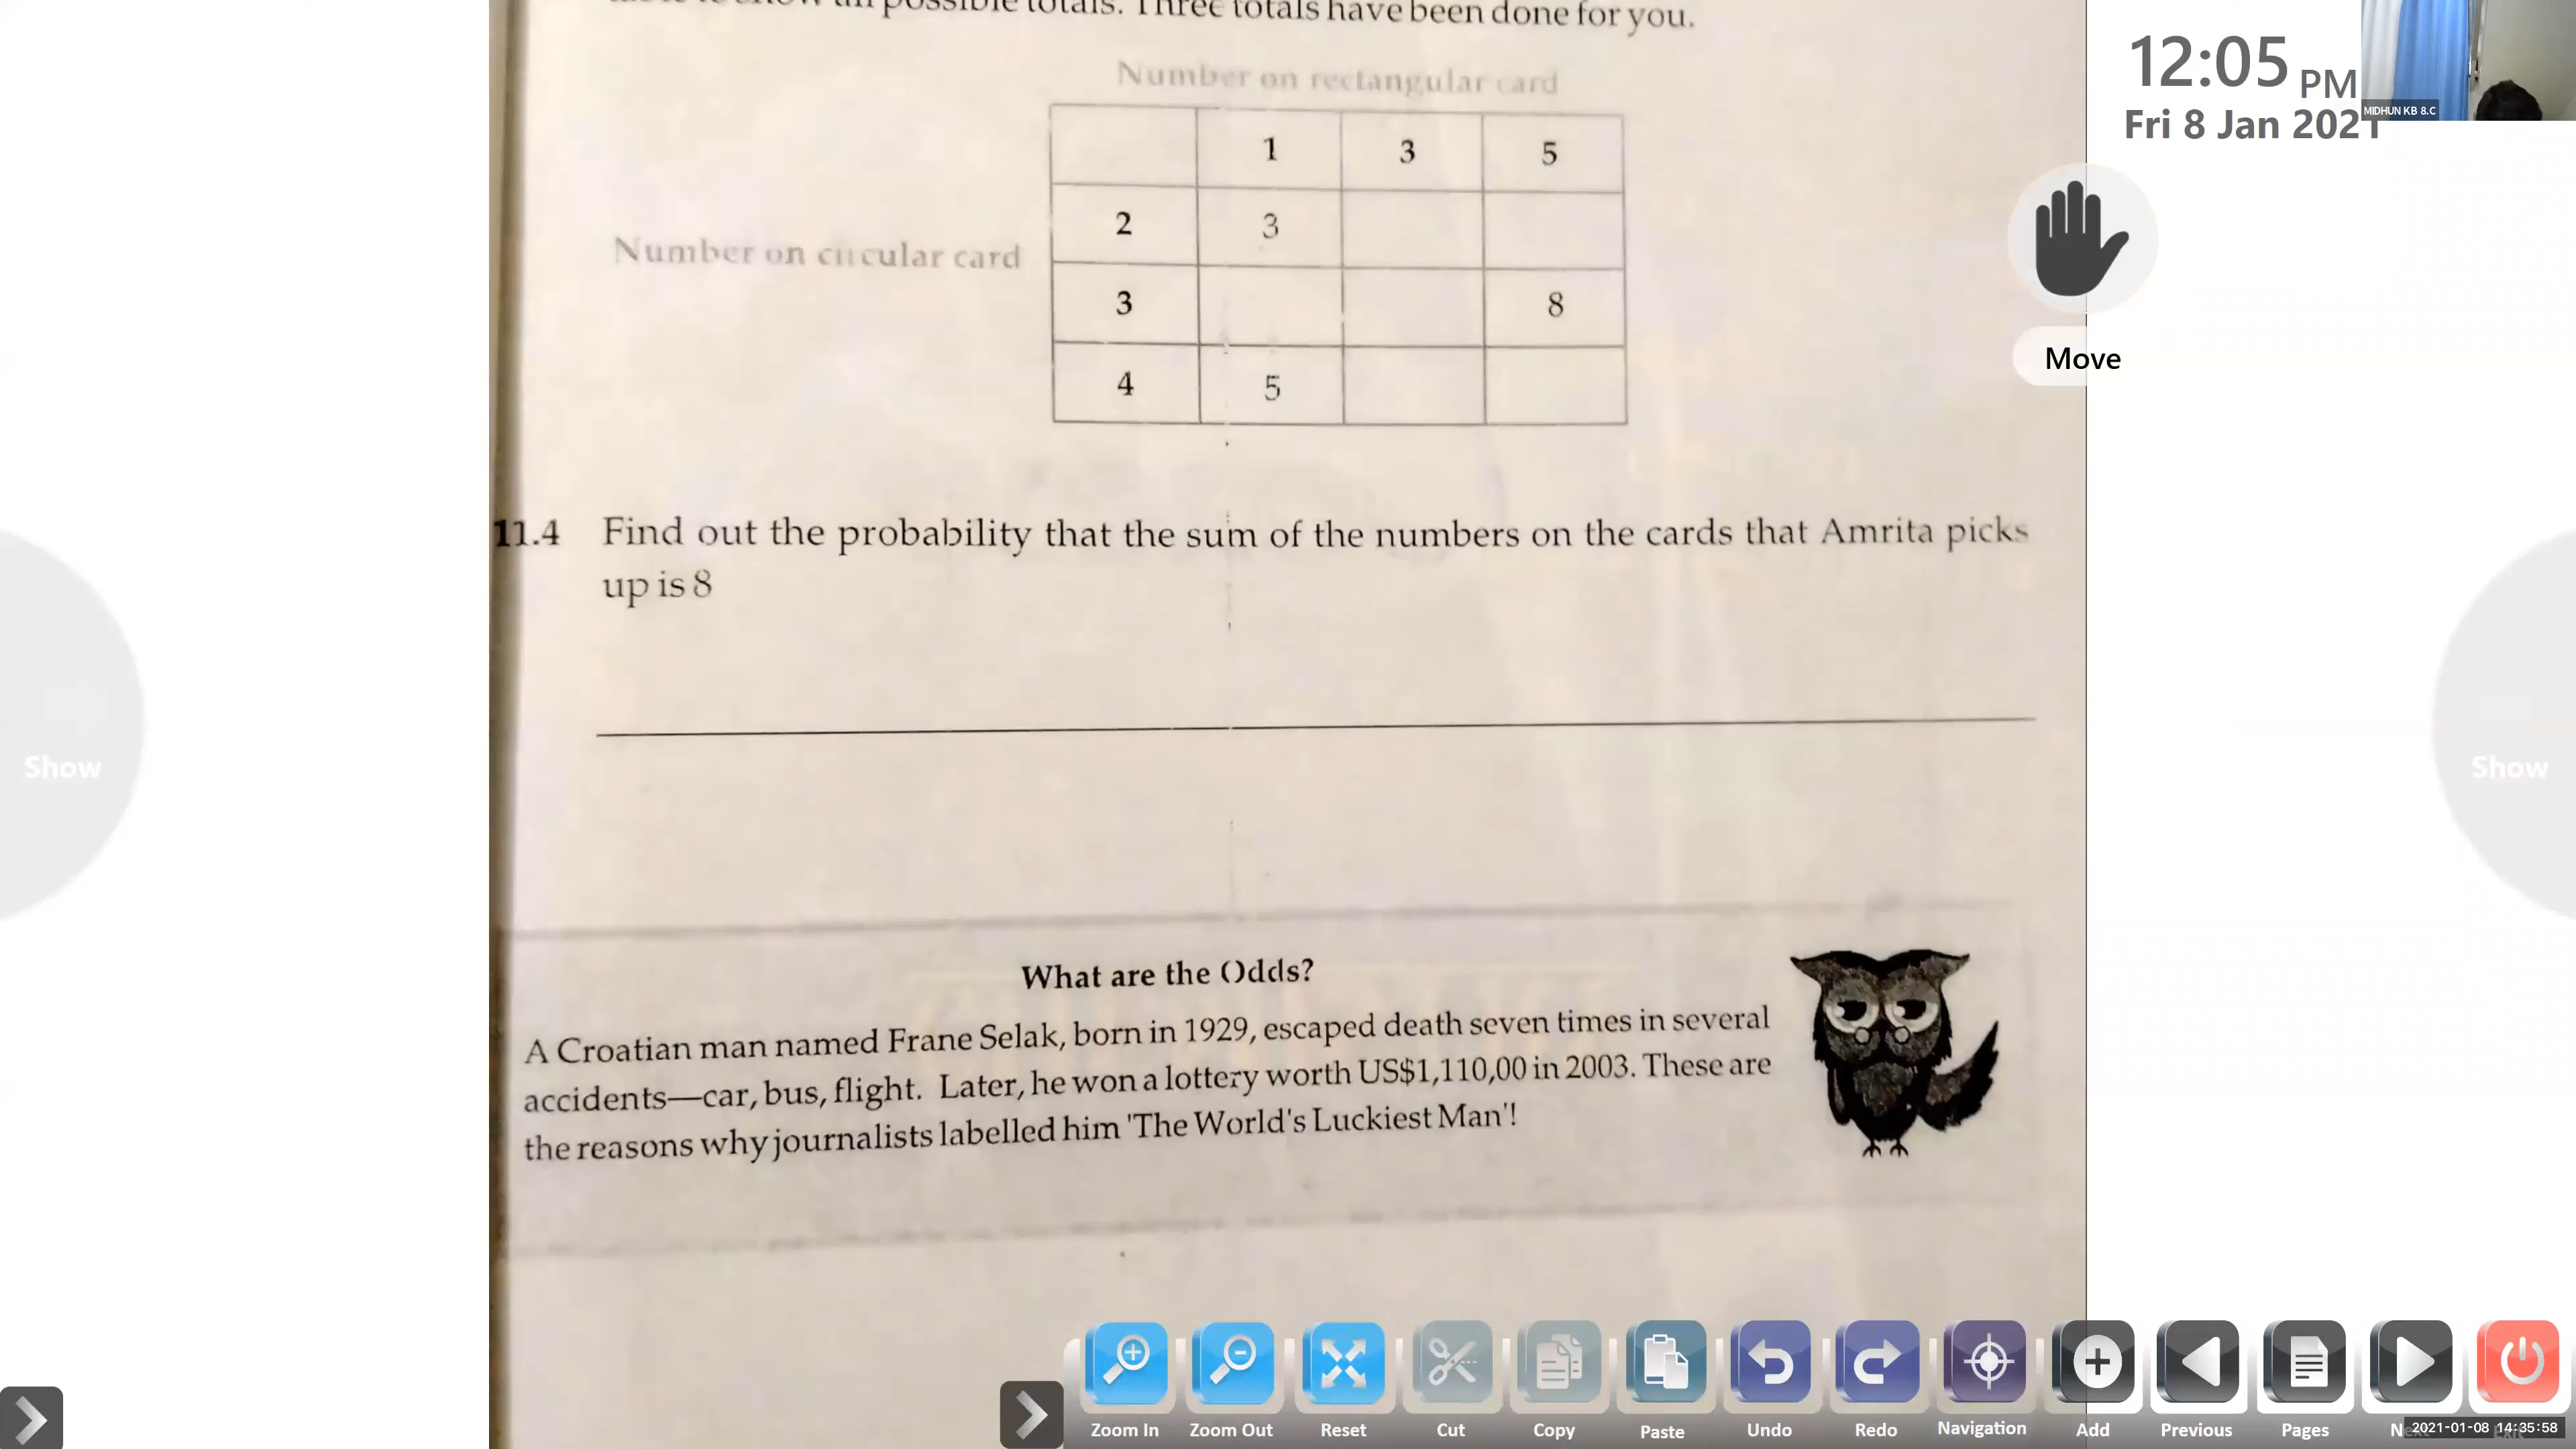 possible totals. Three totals have been done for you.
12:05 PM
Fri 8 Jan 2021
MIDHUN KB 8.C
Number on rectangular card
1 3 5
2 3
Number on circular card
3 8
4 5
Move
11.4 Find out the probability that the sum of the numbers on the cards that Amrita picks
up is 8
Show
Show
What are the Odds?
A Croatian man named Frane Selak, born in 1929, escaped death seven times in several
accidents—car, bus, flight. Later, he won a lottery worth US$1,110,00 in 2003. These are
the reasons why journalists labelled him 'The World's Luckiest Man'!
Zoom In Zoom Out Reset Cut Copy Paste Undo Redo Navigation Add Previous Pages
2021-01-08 14:35:58